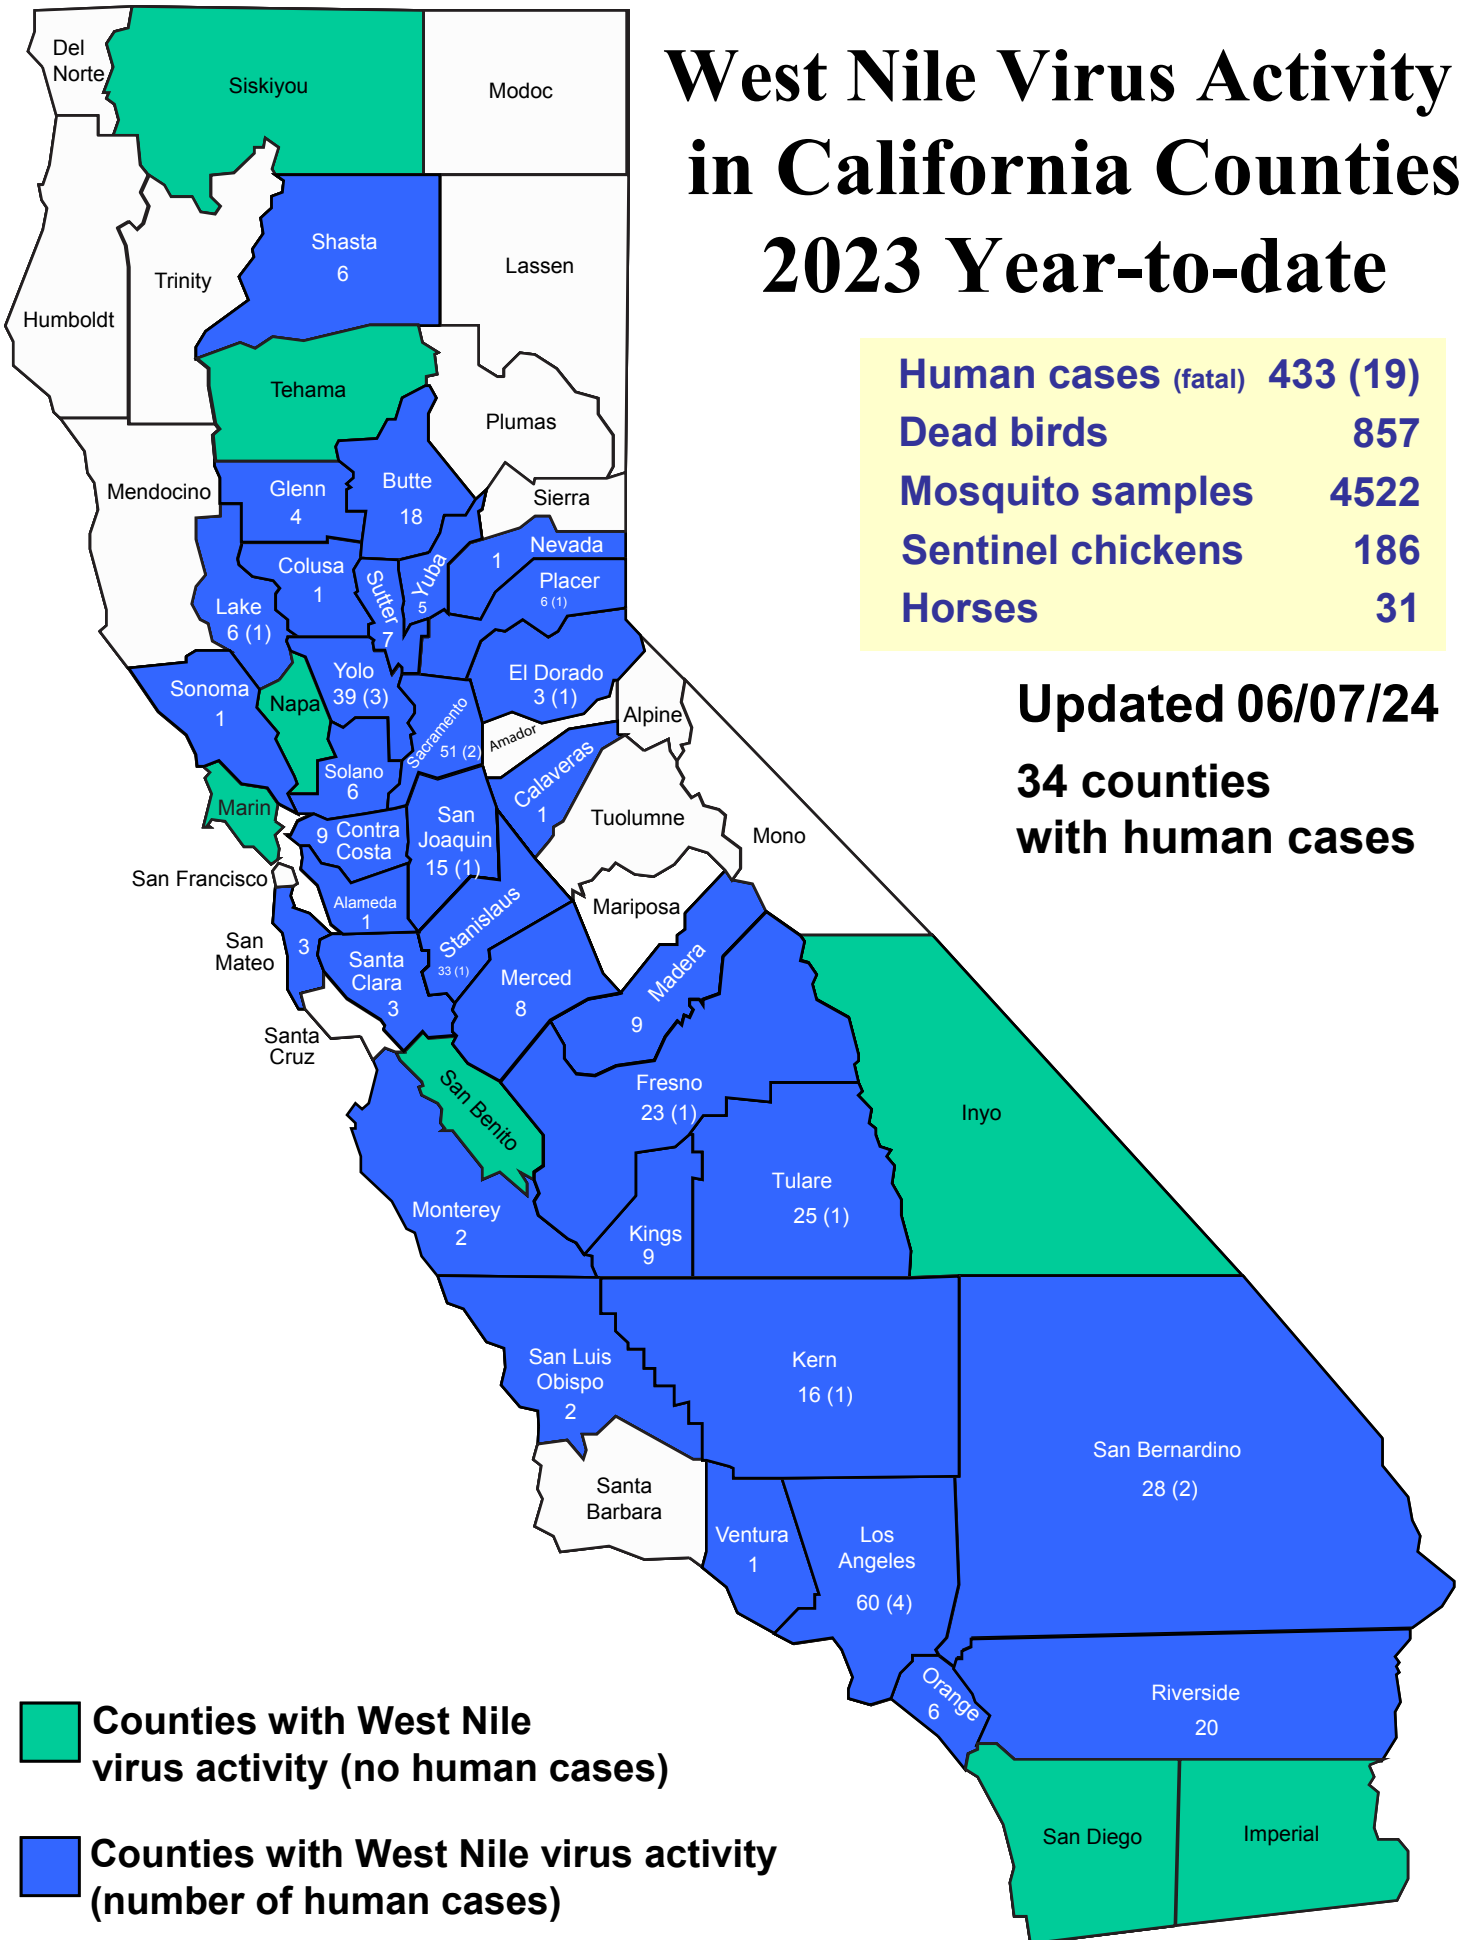 West Nile Virus Activity
in California Counties
2023 Year-to-date
Human cases (fatal) 433 (19)
Dead birds 857
Mosquito samples 4522
Sentinel chickens 186
Horses 31
Updated 06/07/24
34 counties
with human cases
Del
Norte
Siskiyou
Modoc
Shasta
6
Lassen
Trinity
Humboldt
Tehama
Plumas
Mendocino
Glenn
4
Butte
18
Sierra
Colusa
1
Sutter
7
Yuba
5
1 Nevada
Placer
6 (1)
Lake
6 (1)
Sonoma
1
Napa
Yolo
39 (3)
Sacramento
51 (2)
El Dorado
3 (1)
Alpine
Amador
Calaveras
1
Solano
6
Marin
9 Contra
Costa
San
Joaquin
15 (1)
Tuolumne
Mono
San Francisco
Alameda
1
Stanislaus
33 (1)
Mariposa
San
Mateo
3
Santa
Clara
3
Merced
8
Madera
9
Santa
Cruz
San Benito
Fresno
23 (1)
Inyo
Monterey
2
Kings
9
Tulare
25 (1)
San Luis
Obispo
2
Kern
16 (1)
San Bernardino
28 (2)
Santa
Barbara
Ventura
1
Los
Angeles
60 (4)
Orange
6
Riverside
20
San Diego
Imperial
Counties with West Nile
virus activity (no human cases)
Counties with West Nile virus activity
(number of human cases)